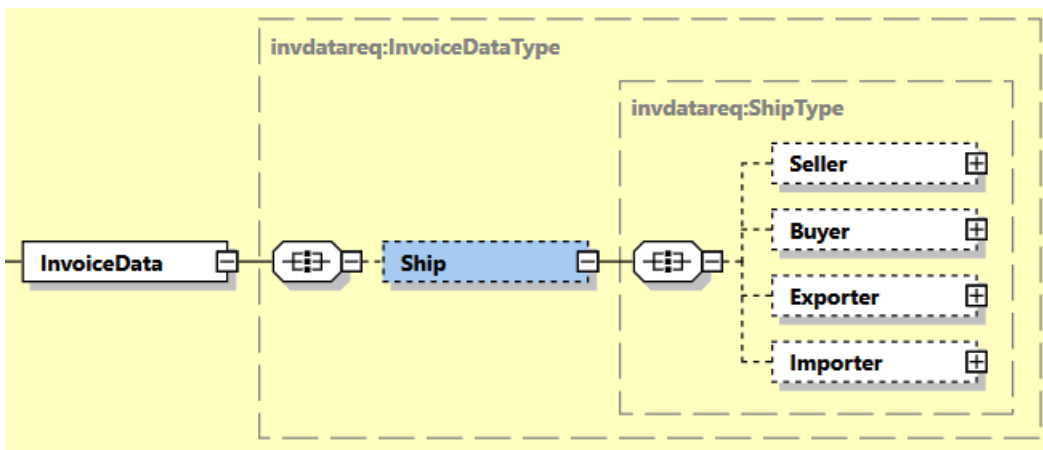 invdatareq:InvoiceDataType
invdatareq:ShipType
Seller
Buyer
InvoiceData
Ship
Exporter
Importer